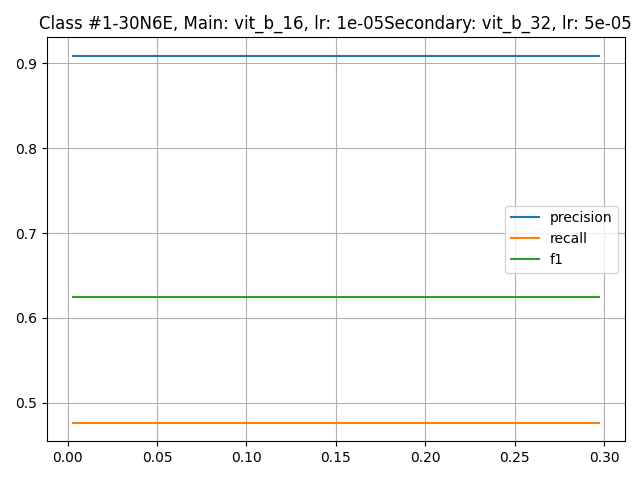 Class #1-30N6E, Main: vit_b_16, lr: 1e-05Secondary: vit_b_32, lr: 5e-05
0.9
0.8
0.7
0.6
0.5
precision
recall
f1
0.00 0.05 0.10 0.15 0.20 0.25 0.30